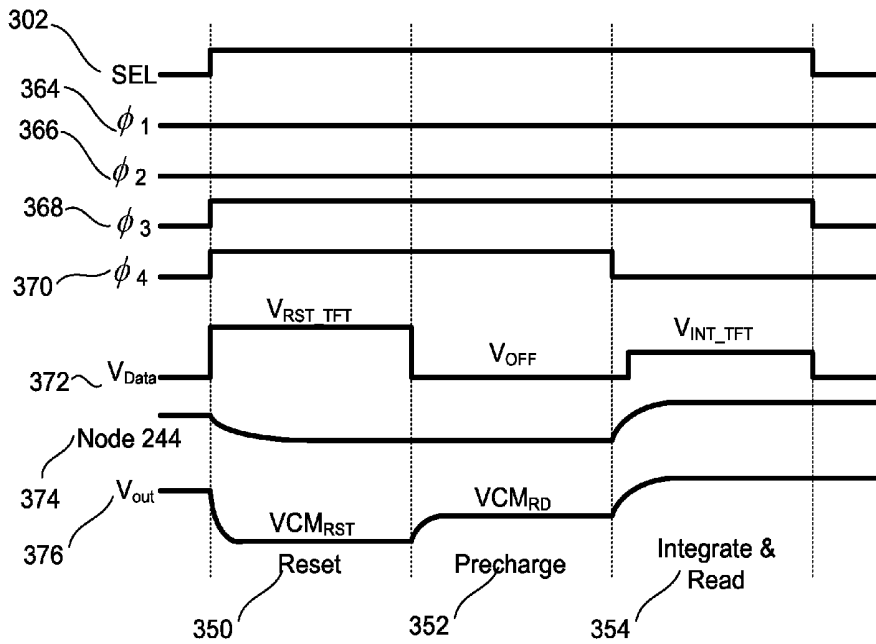 302
SEL
364
ϕ 1
366
ϕ 2
368
ϕ 3
370
ϕ 4
V_RST_TFT
V_OFF
V_INT_TFT
372
V_Data
Node 244
374
V_out
VCM_RST
VCM_RD
376
Reset
Precharge
Integrate &
Read
350
352
354